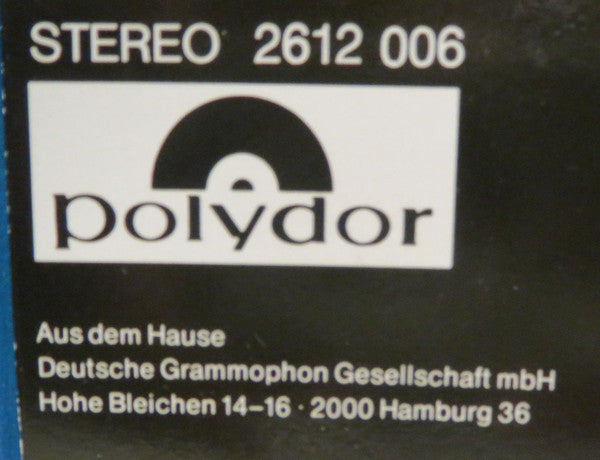 STEREO 2612 006
polydor
Aus dem Hause
Deutsche Grammophon Gesellschaft mbH
Hohe Bleichen 14-16 · 2000 Hamburg 36